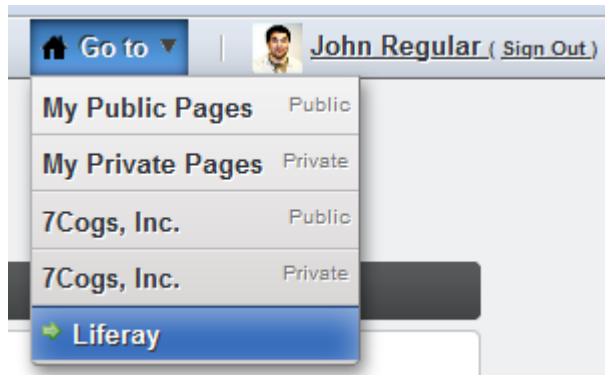 Go to John Regular ( Sign Out )
My Public Pages Public
My Private Pages Private
7Cogs, Inc. Public
7Cogs, Inc. Private
Liferay